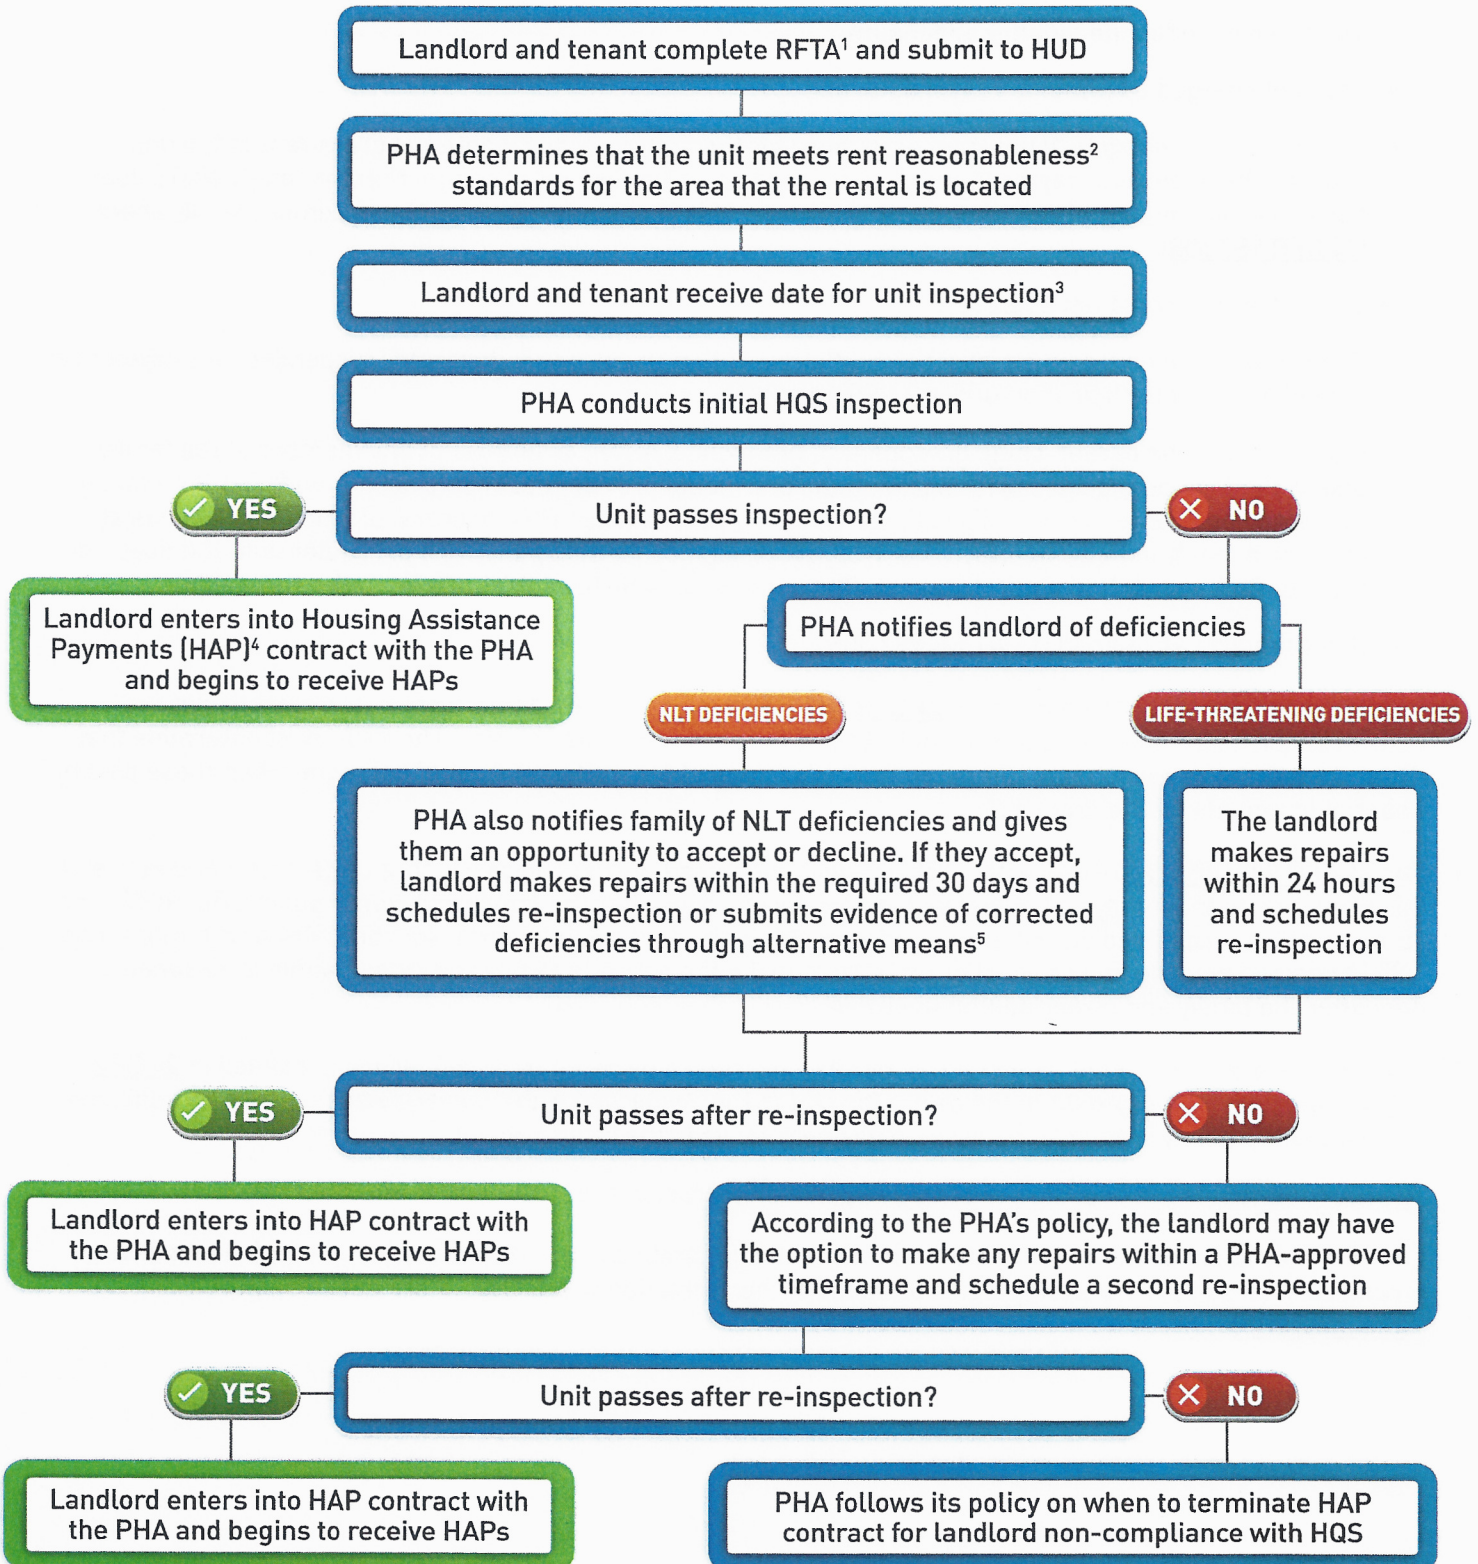 Landlord and tenant complete RFTA¹ and submit to HUD
PHA determines that the unit meets rent reasonableness²
standards for the area that the rental is located
Landlord and tenant receive date for unit inspection³
PHA conducts initial HQS inspection
Unit passes inspection?
YES
NO
Landlord enters into Housing Assistance
Payments (HAP)⁴ contract with the PHA
and begins to receive HAPs
PHA notifies landlord of deficiencies
NLT DEFICIENCIES
LIFE-THREATENING DEFICIENCIES
PHA also notifies family of NLT deficiencies and gives
them an opportunity to accept or decline. If they accept,
landlord makes repairs within the required 30 days and
schedules re-inspection or submits evidence of corrected
deficiencies through alternative means⁵
The landlord
makes repairs
within 24 hours
and schedules
re-inspection
YES
Unit passes after re-inspection?
NO
Landlord enters into HAP contract with
the PHA and begins to receive HAPs
According to the PHA's policy, the landlord may have
the option to make any repairs within a PHA-approved
timeframe and schedule a second re-inspection
YES
Unit passes after re-inspection?
NO
Landlord enters into HAP contract with
the PHA and begins to receive HAPs
PHA follows its policy on when to terminate HAP
contract for landlord non-compliance with HQS